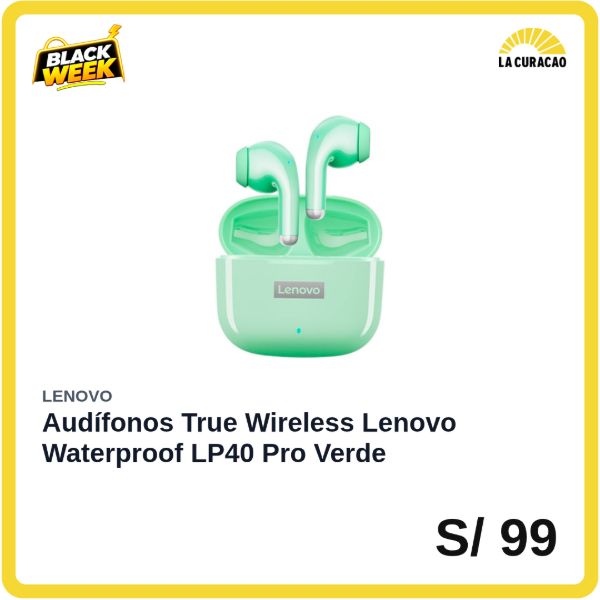 BLACK
WEEK
LA CURACAO
Lenovo
LENOVO
Audífonos True Wireless Lenovo
Waterproof LP40 Pro Verde
S/ 99